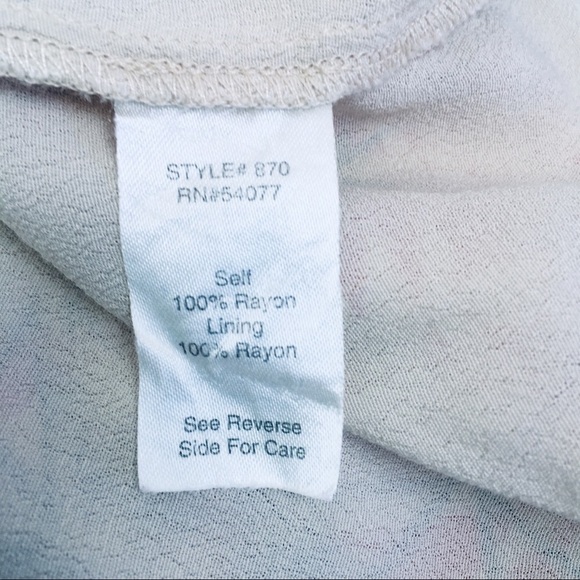 STYLE# 870
RN#54077
Self
100% Rayon
Lining
100% Rayon
See Reverse
Side For Care